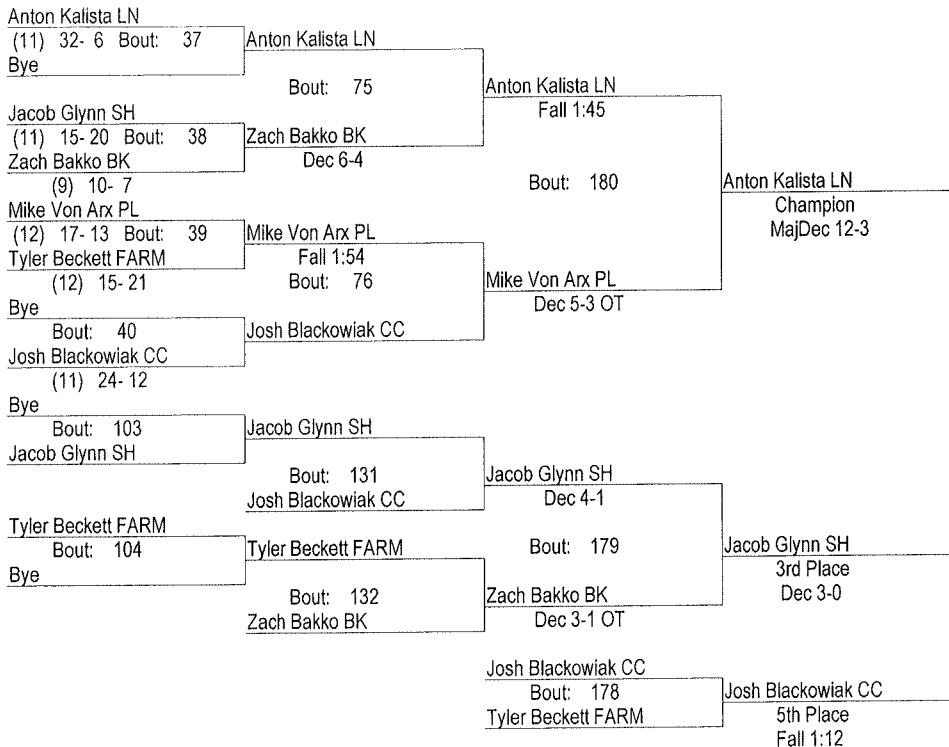 Anton Kalista LN
(11) 32- 6 Bout: 37
Bye
Anton Kalista LN
Bout: 75
Jacob Glynn SH
(11) 15- 20 Bout: 38
Zach Bakko BK
(9) 10- 7
Zach Bakko BK
Dec 6-4
Anton Kalista LN
Fall 1:45
Bout: 180
Mike Von Arx PL
(12) 17- 13 Bout: 39
Tyler Beckett FARM
(12) 15- 21
Mike Von Arx PL
Fall 1:54
Bout: 76
Bye
Bout: 40
Josh Blackowiak CC
(11) 24- 12
Josh Blackowiak CC
Mike Von Arx PL
Dec 5-3 OT
Anton Kalista LN
Champion
MajDec 12-3
Bye
Bout: 103
Jacob Glynn SH
Jacob Glynn SH
Bout: 131
Josh Blackowiak CC
Jacob Glynn SH
Dec 4-1
Bout: 179
Tyler Beckett FARM
Bout: 104
Bye
Tyler Beckett FARM
Bout: 132
Zach Bakko BK
Zach Bakko BK
Dec 3-1 OT
Jacob Glynn SH
3rd Place
Dec 3-0
Josh Blackowiak CC
Bout: 178
Tyler Beckett FARM
Josh Blackowiak CC
5th Place
Fall 1:12